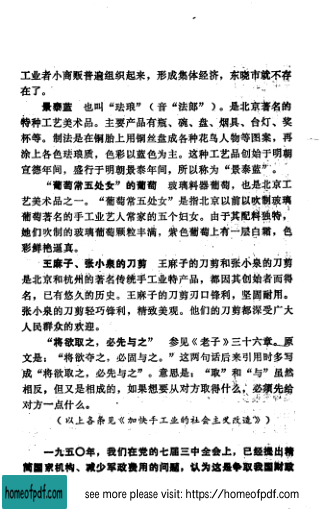 工业者小商贩普遍组织起来，形成集体经济，东晓市就不存
在了。
景泰蓝　也叫“珐琅”（音“法郎”）。是北京著名的
特种工艺美术品。主要产品有瓶、碗、盘、烟具、台灯、奖
杯等。制法是在铜胎上用铜丝盘成各种花鸟人物等图案，再
涂上各色珐琅质，色彩以蓝色为主。这种工艺品创始于明朝
宣德年间，盛行于明朝景泰年间，所以称为“景泰蓝”。
“葡萄常五处女”的葡萄　玻璃料器葡萄，也是北京工
艺美术品之一。“葡萄常五处女”是指北京以前以吹制玻璃
葡萄著名的手工业艺人常家的五个妇女。由于其配料独特，
她们吹制的玻璃葡萄颗粒丰满，紫色葡萄上有一层白霜，色
彩鲜艳逼真。
王麻子、张小泉的刀剪　王麻子的刀剪和张小泉的刀剪
是北京和杭州的著名传统手工业特产品，都因其创始者而得
名，已有悠久的历史。王麻子的刀剪刃口锋利，坚固耐用。
张小泉的刀剪轻巧锋利，精致美观。他们的刀剪都深受广大
人民群众的欢迎。
“将欲取之，必先与之”　参见《老子》三十六章。原
文是：“将欲夺之，必固与之。”这两句话后来引用时多写
成“将欲取之，必先与之”。意思是：“取”和“与”虽然
相反，但又是相成的，如果想要从对方取得什么，必须先给
对方一点什么。
（以上各条见《加快手工业的社会主义改造》）
一九五〇年，我们在党的七届三中全会上，已经提出精
简国家机构、减少军政费用的问题，认为这是争取我国财政
homeofpdf.com
see more please visit: https://homeofpdf.com